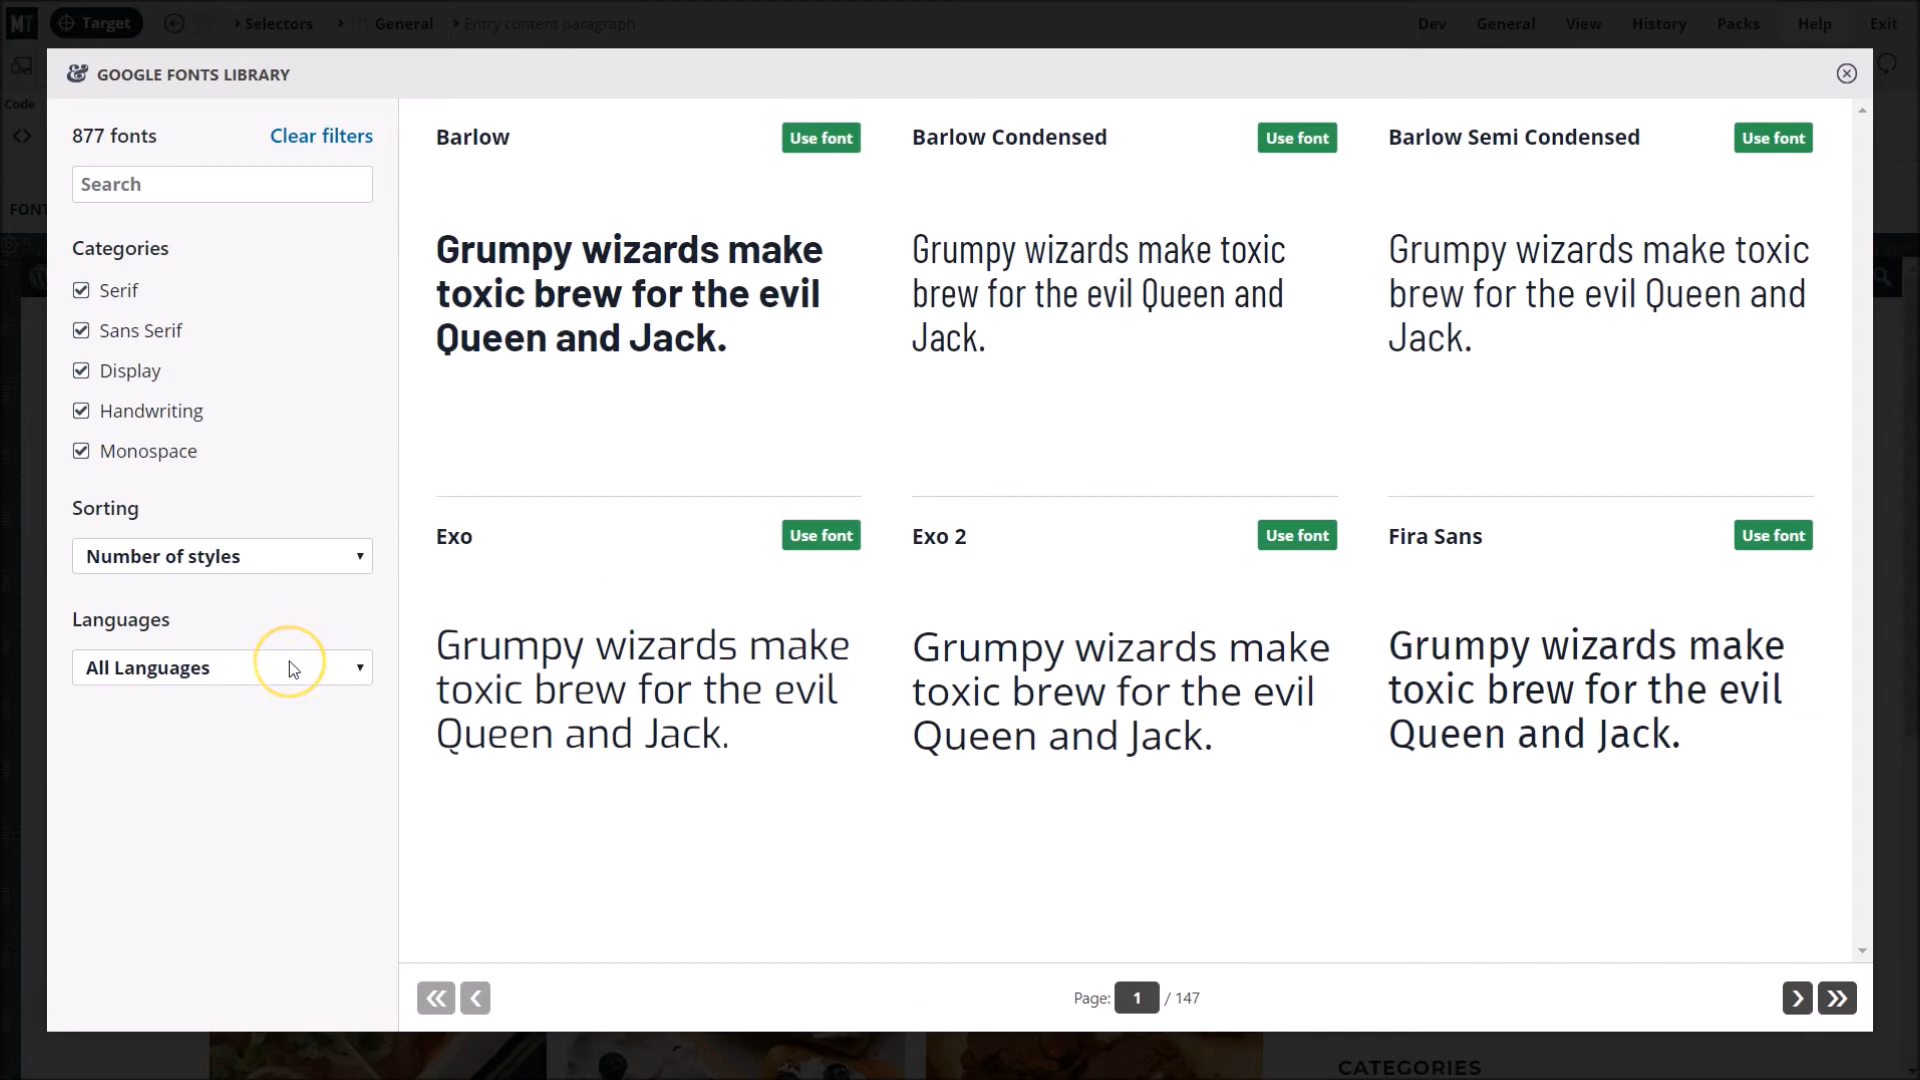 MT Target Selectors General Entry content paragraph Dev General View History Packs Help Exit
GOOGLE FONTS LIBRARY
Code
FONT
877 fonts Clear filters
Search
Categories
Serif
Sans Serif
Display
Handwriting
Monospace
Sorting
Number of styles
Languages
All Languages
Barlow Use font
Grumpy wizards make
toxic brew for the evil
Queen and Jack.
Barlow Condensed Use font
Grumpy wizards make toxic
brew for the evil Queen and
Jack.
Barlow Semi Condensed Use font
Grumpy wizards make toxic
brew for the evil Queen and
Jack.
Exo Use font
Grumpy wizards make
toxic brew for the evil
Queen and Jack.
Exo 2 Use font
Grumpy wizards make
toxic brew for the evil
Queen and Jack.
Fira Sans Use font
Grumpy wizards make
toxic brew for the evil
Queen and Jack.
Page: 1 / 147
CATEGORIES